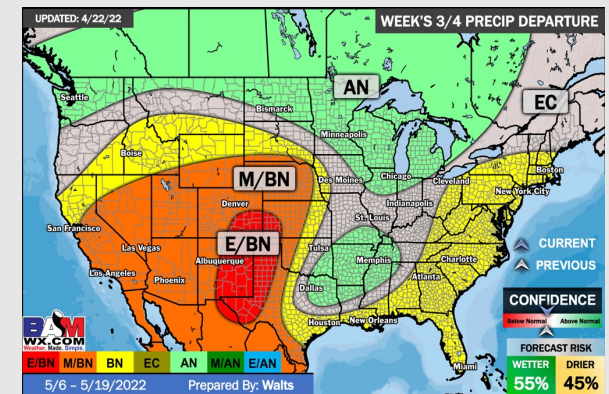 UPDATED: 4/22/22
WEEK'S 3/4 PRECIP DEPARTURE
AN
EC
Seattle
Bismarck
Minneapolis
Boise
Boston
M/BN
Des Moines
Chicago
Cleveland
New York City
Denver
Indianapolis
St. Louis
San Francisco
E/BN
Las Vegas
Albuquerque
Tulsa
Memphis
Charlotte
Los Angeles
Phoenix
Atlanta
Dallas
Houston
New Orleans
Miami
CURRENT
PREVIOUS
CONFIDENCE
Below Normal
Above Normal
FORECAST RISK
WETTER
DRIER
55%
45%
BAM
WX.COM
Weather. Made. Simple.
E/BN M/BN BN EC AN M/AN E/AN
5/6 – 5/19/2022
Prepared By: Walts